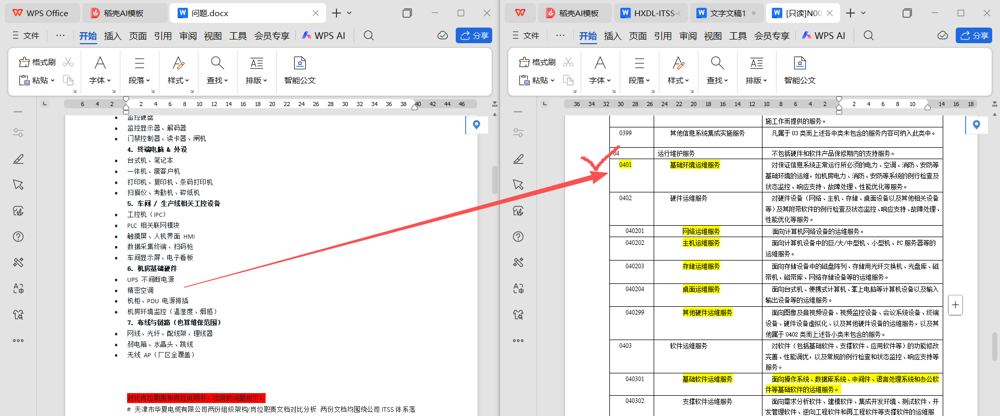 WPS Office
稻壳AI模板
问题.docx
文件
开始
插入
页面
引用
审阅
视图
工具
会员专享
WPS AI
分享
格式刷
粘贴
字体
段落
样式
查找
排版
智能公文
6 4 2 2 4 6 8 10 12 14 16 18 20 22 24 26 28 30 32 34 36 38 40 42 44 46
监控硬盘
监控显示器、解码器
门禁控制器、读卡器、闸机
4. 终端电脑 & 外设
台式机、笔记本
一体机、瘦客户机
打印机、复印机、条码打印机
扫描仪、考勤机、碎纸机
5. 车间 / 生产线相关工控设备
工控机（IPC）
PLC 相关联网模块
触摸屏、人机界面 HMI
数据采集终端、扫码枪
车间显示屏、电子看板
6. 机房基础硬件
UPS 不间断电源
精密空调
机柜、PDU 电源排插
机房环境监控（温湿度、烟感）
7. 布线与链路（也算维保范围）
网线、光纤、配线架、理线器
弱电箱、水晶头、跳线
无线 AP（厂区全覆盖）
对比岗位职责和岗位说明书，出现的问题如下：
# 天津市华夏电缆有限公司两份组织架构/岗位职责文档对比分析 两份文档均围绕公司 ITSS 体系落
稻壳AI模板
HXDL-ITSS-
文字文稿1
[只读]N00
文件
开始
插入
页面
引用
审阅
视图
工具
会员专享
WPS AI
分享
格式刷
粘贴
字体
段落
样式
查找
排版
智能公文
36 34 32 30 28 26 24 22 20 18 16 14 12 10 8 6 4 2 2 4 6 8 10 14 16 18
施工作而提供的服务。
0399 其他信息系统集成实施服务 凡属于 03 类而上述各中类未包含的服务内容可纳入此类中。
04 运行维护服务 不包括硬件和软件产品保修期内的支持服务。
0401 基础环境运维服务 对保证信息系统正常运行所必须的电力、空调、消防、安防等
基础环境的运维，如机房电力、消防、安防等系统的例行检查及
状态监控、响应支持、故障处理、性能优化等服务。
0402 硬件运维服务 对硬件设备（网络、主机、存储、桌面设备以及其他相关设备
等）及其附带软件的例行检查及状态监控、响应支持、故障处理、
性能优化等服务。
040201 网络运维服务 面向计算机网络设备的运维服务。
040202 主机运维服务 面向计算机设备中的巨/大/中型机、小型机、PC 服务器等的
运维服务。
040203 存储运维服务 面向存储设备中的磁盘阵列、存储用光纤交换机、光盘库、磁
带机、磁带库、网络存储设备等的运维服务。
040204 桌面运维服务 面向台式机、便携式计算机、掌上电脑等计算机设备以及输入
输出设备等的运维服务。
040299 其他硬件运维服务 面向图像及音视频设备、视频监控设备、会议系统设备、终端
设备、硬件设备虚拟化、以及其他硬件设备的运维服务，以及其
他属于 0402 类而上述各小类未包含的服务。
0403 软件运维服务 对软件（包括基础软件、支撑软件、应用软件等）的功能修改
完善、性能调优，以及常规的例行检查和状态监控、响应支持等
服务。
040301 基础软件运维服务 面向操作系统、数据库系统、中间件、语言处理系统和办公软
件等基础软件的运维服务。
040302 支撑软件运维服务 面向需求分析软件、建模软件、集成开发环境、测试软件、开
发管理软件、逆向工程软件和再工程软件等支撑软件的运维服